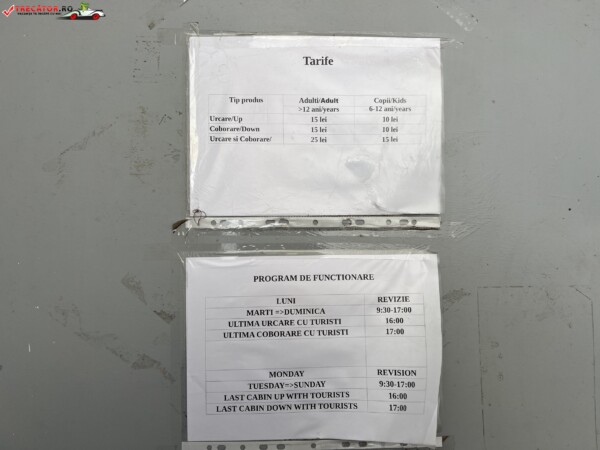 TRECATOR.RO
Tarife
Tip produs Adulti/Adult Copii/Kids
>12 ani/years 6-12 ani/years
Urcare/Up 15 lei 10 lei
Coborare/Down 15 lei 10 lei
Urcare si Coborare/ 25 lei 15 lei
PROGRAM DE FUNCTIONARE
LUNI REVIZIE
MARTI =>DUMINICA 9:30-17:00
ULTIMA URCARE CU TURISTI 16:00
ULTIMA COBORARE CU TURISTI 17:00
MONDAY REVISION
TUESDAY=>SUNDAY 9:30-17:00
LAST CABIN UP WITH TOURISTS 16:00
LAST CABIN DOWN WITH TOURISTS 17:00